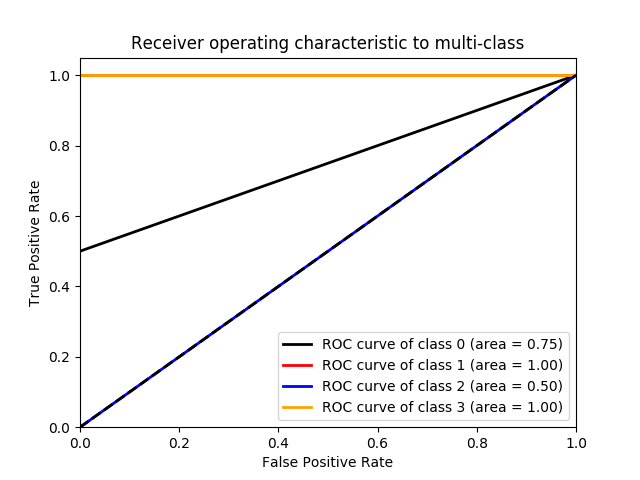 Receiver operating characteristic to multi-class
1.0
0.8
0.6
0.4
0.2
0.0
True Positive Rate
ROC curve of class 0 (area = 0.75)
ROC curve of class 1 (area = 1.00)
ROC curve of class 2 (area = 0.50)
ROC curve of class 3 (area = 1.00)
0.0 0.2 0.4 0.6 0.8 1.0
False Positive Rate